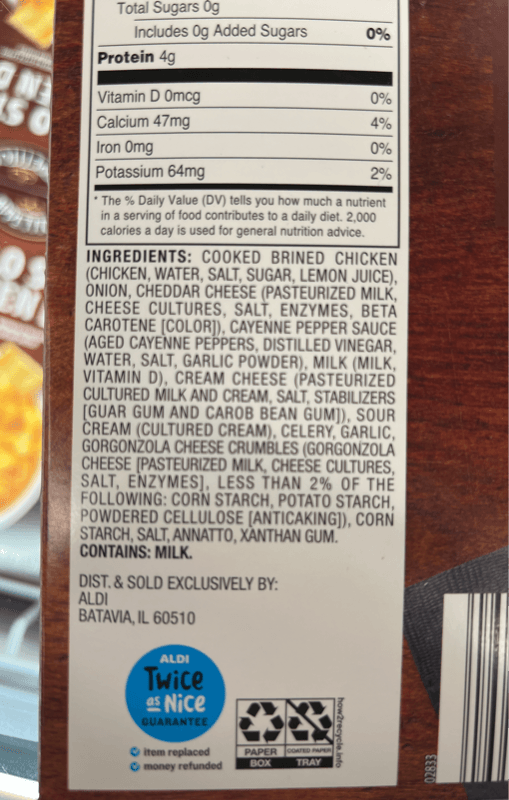 Total Sugars 0g
Includes 0g Added Sugars 0%
Protein 4g
Vitamin D 0mcg 0%
Calcium 47mg 4%
Iron 0mg 0%
Potassium 64mg 2%
* The % Daily Value (DV) tells you how much a nutrient
in a serving of food contributes to a daily diet. 2,000
calories a day is used for general nutrition advice.
INGREDIENTS: COOKED BRINED CHICKEN
(CHICKEN, WATER, SALT, SUGAR, LEMON JUICE),
ONION, CHEDDAR CHEESE (PASTEURIZED MILK,
CHEESE CULTURES, SALT, ENZYMES, BETA
CAROTENE [COLOR]), CAYENNE PEPPER SAUCE
(AGED CAYENNE PEPPERS, DISTILLED VINEGAR,
WATER, SALT, GARLIC POWDER), MILK (MILK,
VITAMIN D), CREAM CHEESE (PASTEURIZED
CULTURED MILK AND CREAM, SALT, STABILIZERS
[GUAR GUM AND CAROB BEAN GUM]), SOUR
CREAM (CULTURED CREAM), CELERY, GARLIC,
GORGONZOLA CHEESE CRUMBLES (GORGONZOLA
CHEESE [PASTEURIZED MILK, CHEESE CULTURES,
SALT, ENZYMES], LESS THAN 2% OF THE
FOLLOWING: CORN STARCH, POTATO STARCH,
POWDERED CELLULOSE [ANTICAKING]), CORN
STARCH, SALT, ANNATTO, XANTHAN GUM.
CONTAINS: MILK.
DIST. & SOLD EXCLUSIVELY BY:
ALDI
BATAVIA, IL 60510
ALDI
Twice
as Nice
GUARANTEE
item replaced
money refunded
PAPER
BOX
COATED PAPER
TRAY
how2recycle.info
02833